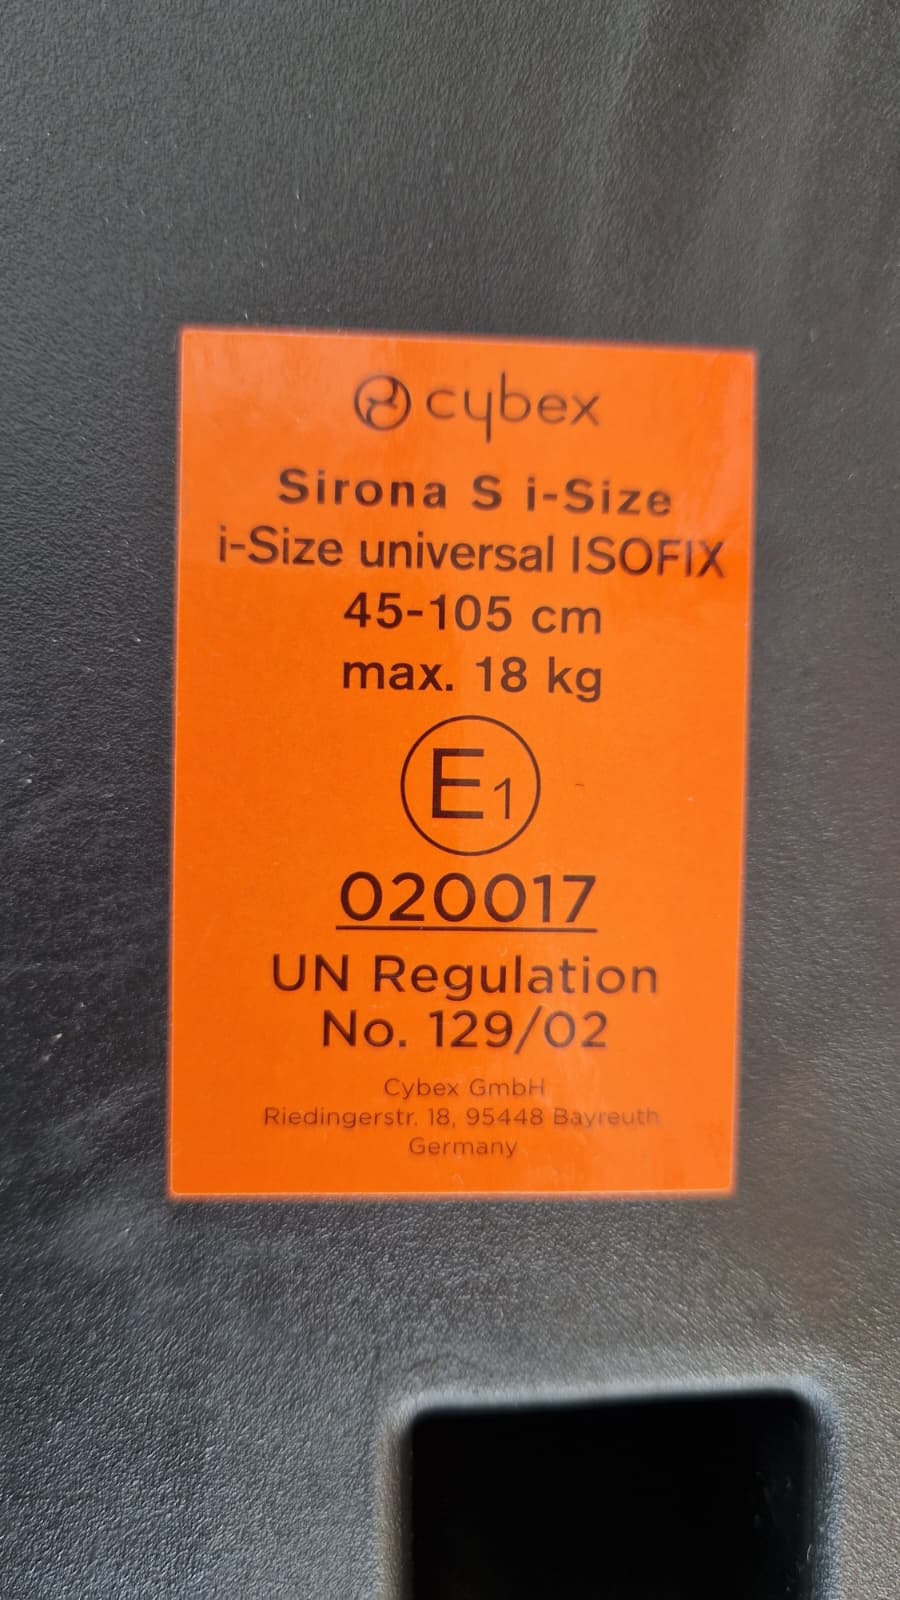 cybex
Sirona S i-Size
i-Size universal ISOFIX
45-105 cm
max. 18 kg
E1
020017
UN Regulation
No. 129/02
Cybex GmbH
Riedingerstr. 18, 95448 Bayreuth
Germany